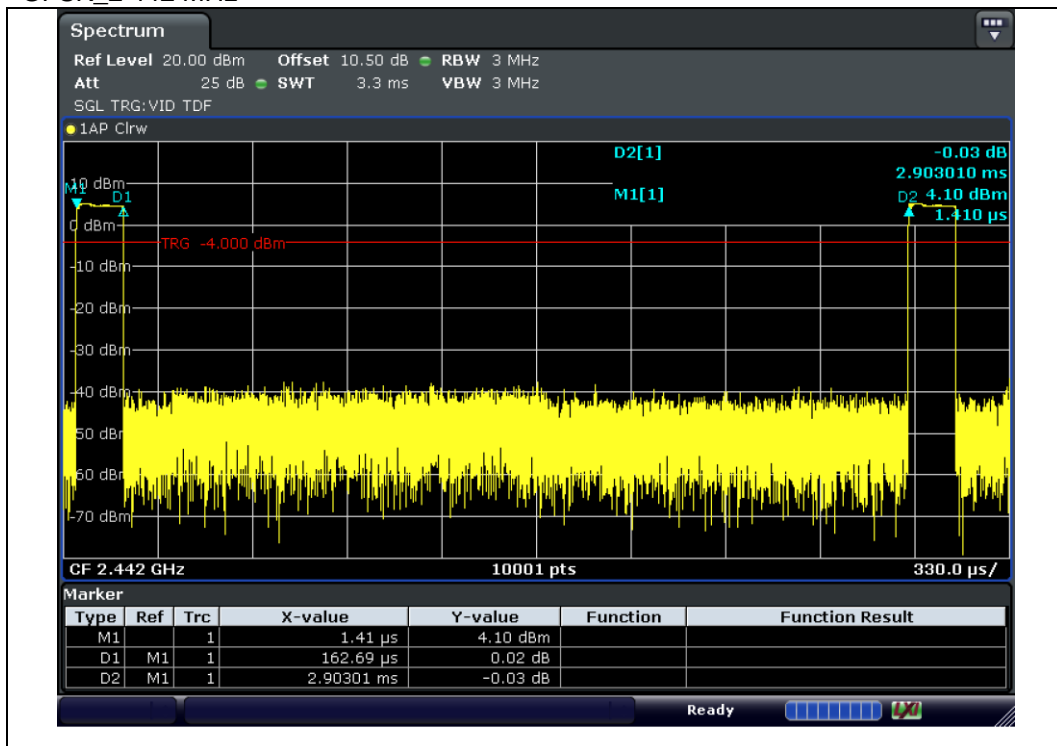 Spectrum
Ref Level 20.00 dBm Offset 10.50 dB RBW 3 MHz
Att 25 dB SWT 3.3 ms VBW 3 MHz
SGL TRG:VID TDF
1AP Clrw
D2[1] -0.03 dB
2.903010 ms
M1[1] 4.10 dBm
1.410 µs
10 dBm
M1
D1
D2
0 dBm
TRG -4.000 dBm
-10 dBm
-20 dBm
-30 dBm
-40 dBm
-50 dBm
-60 dBm
-70 dBm
CF 2.442 GHz 10001 pts 330.0 µs/
Marker
Type Ref Trc X-value Y-value Function Function Result
M1 1 1.41 µs 4.10 dBm
D1 M1 1 162.69 µs 0.02 dB
D2 M1 1 2.90301 ms -0.03 dB
Ready LXI